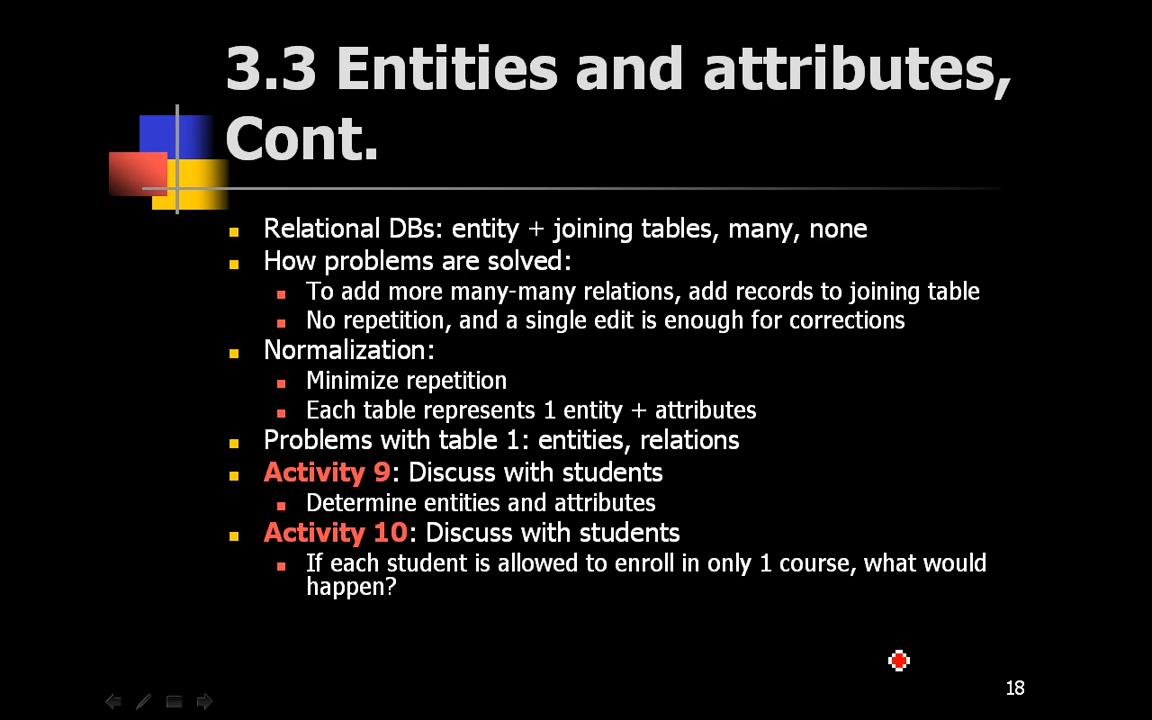 3.3 Entities and attributes,
Cont.
Relational DBs: entity + joining tables, many, none
How problems are solved:
To add more many-many relations, add records to joining table
No repetition, and a single edit is enough for corrections
Normalization:
Minimize repetition
Each table represents 1 entity + attributes
Problems with table 1: entities, relations
Activity 9: Discuss with students
Determine entities and attributes
Activity 10: Discuss with students
If each student is allowed to enroll in only 1 course, what would
happen?
18